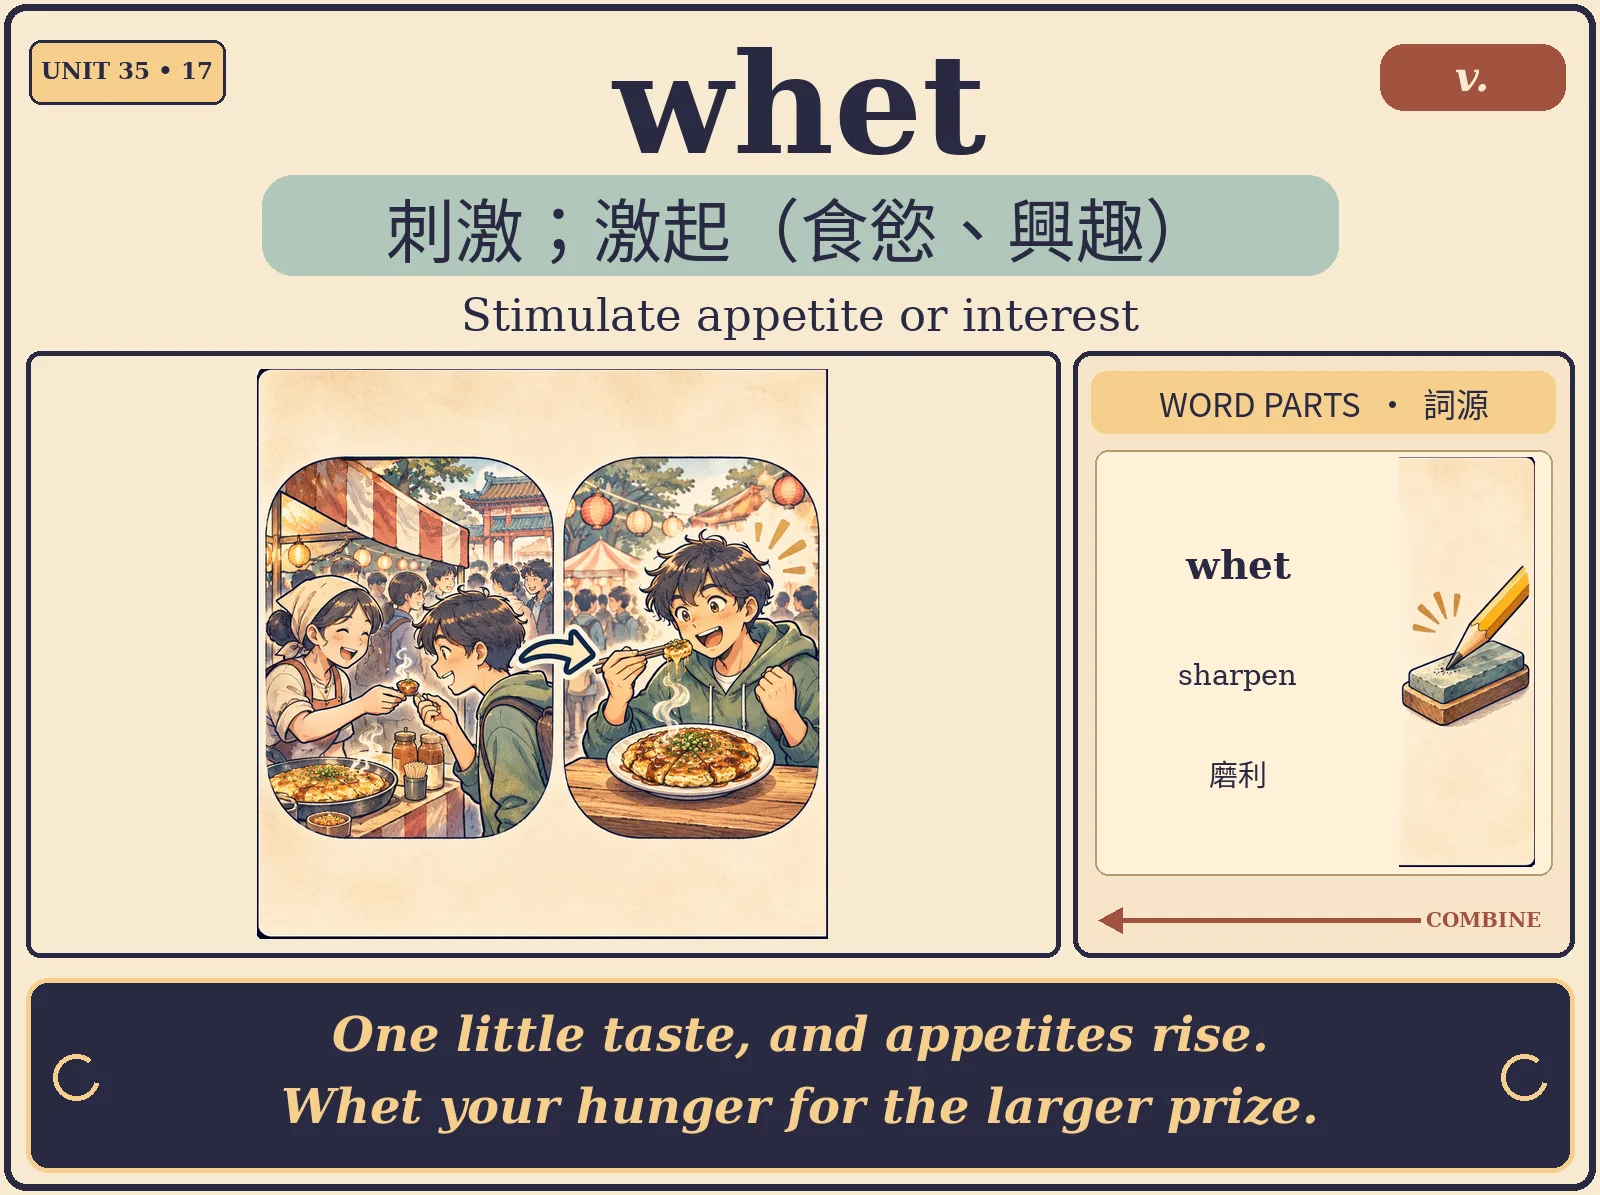 UNIT 35 • 17
whet
v.
刺激；激起（食慾、興趣）
Stimulate appetite or interest
WORD PARTS • 詞源
whet
sharpen
磨利
COMBINE
One little taste, and appetites rise.
Whet your hunger for the larger prize.